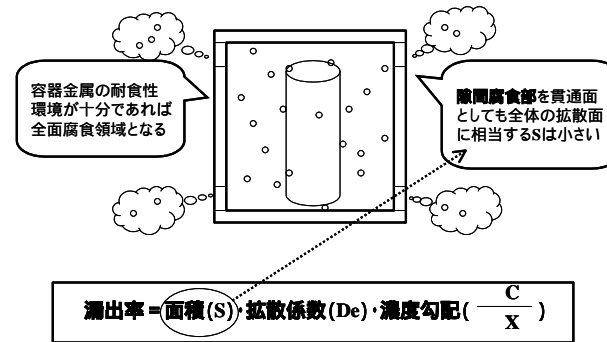 容器金属の耐食性
環境が十分であれば
全面腐食領域となる
隙間腐食部を貫通面
としても全体の拡散面
に相当するSは小さい
漏出率=面積(S)・拡散係数(De)・濃度勾配( C
X )